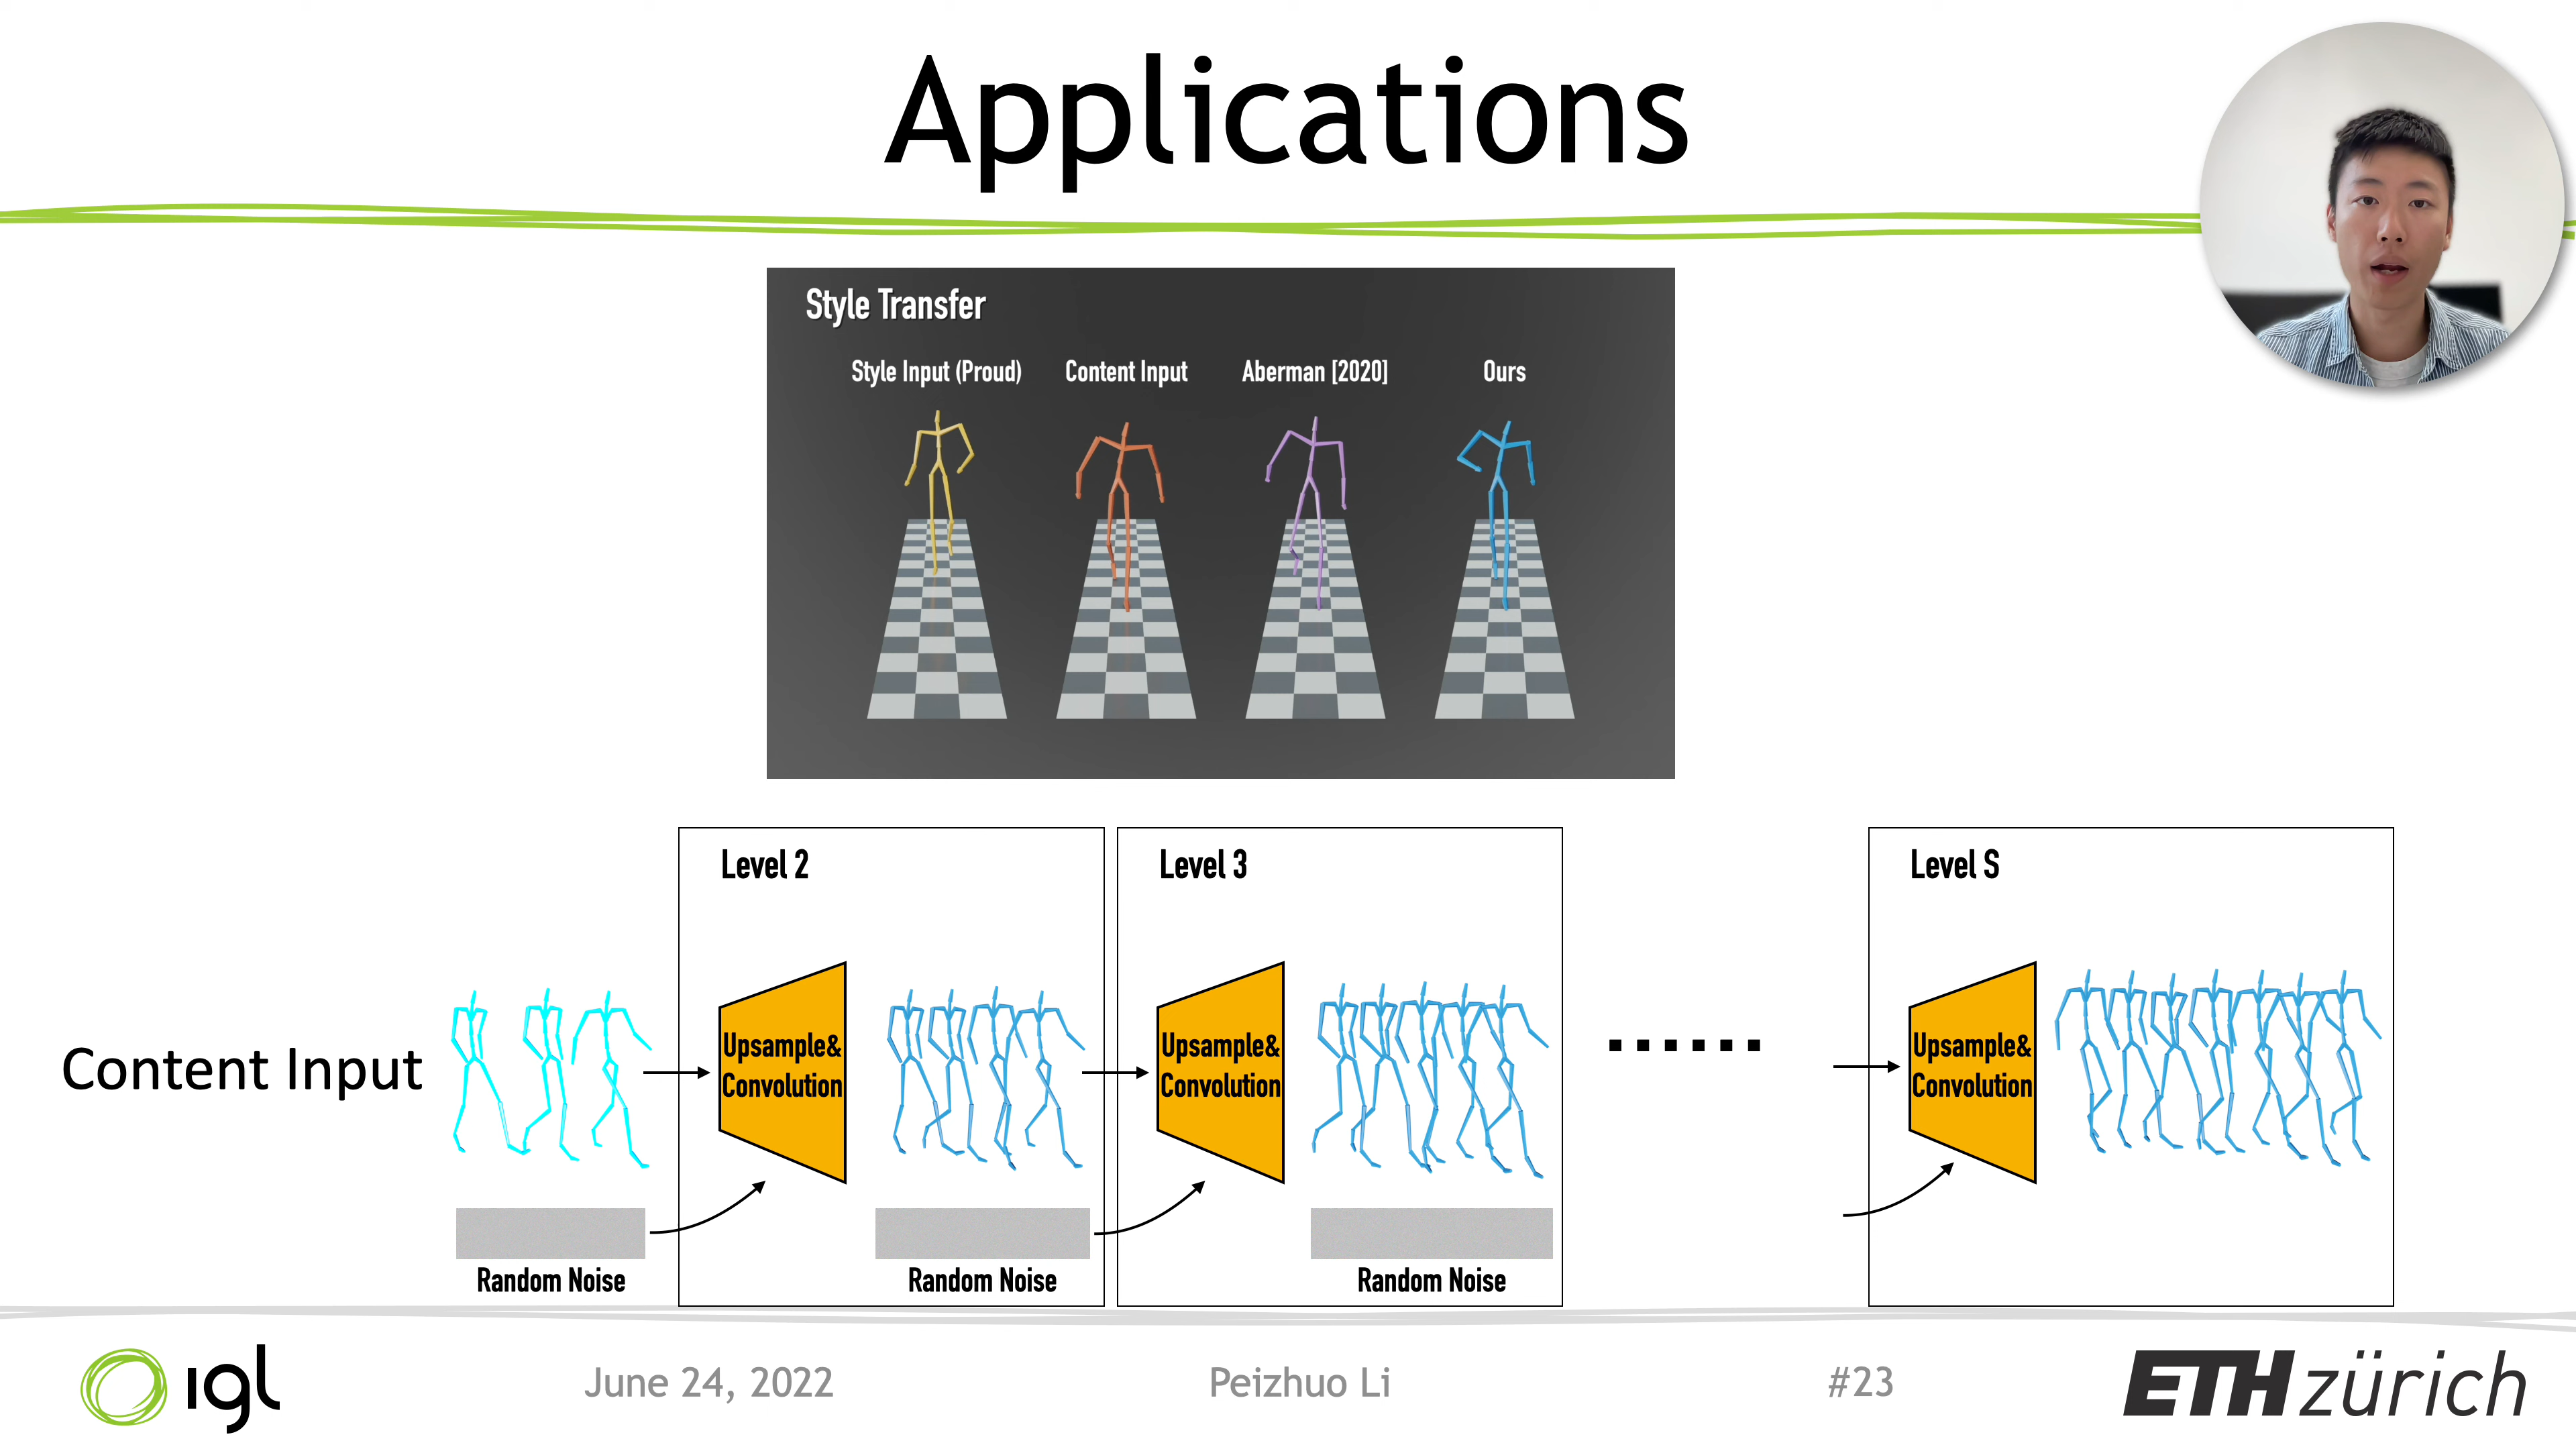 Applications
Style Transfer
Style Input (Proud) Content Input Aberman [2020] Ours
Level 2 Level 3 Level S
Content Input
Upsample&
Convolution
Upsample&
Convolution
......
Upsample&
Convolution
Random Noise Random Noise Random Noise
igl
June 24, 2022
Peizhuo Li
#23
ETH zürich